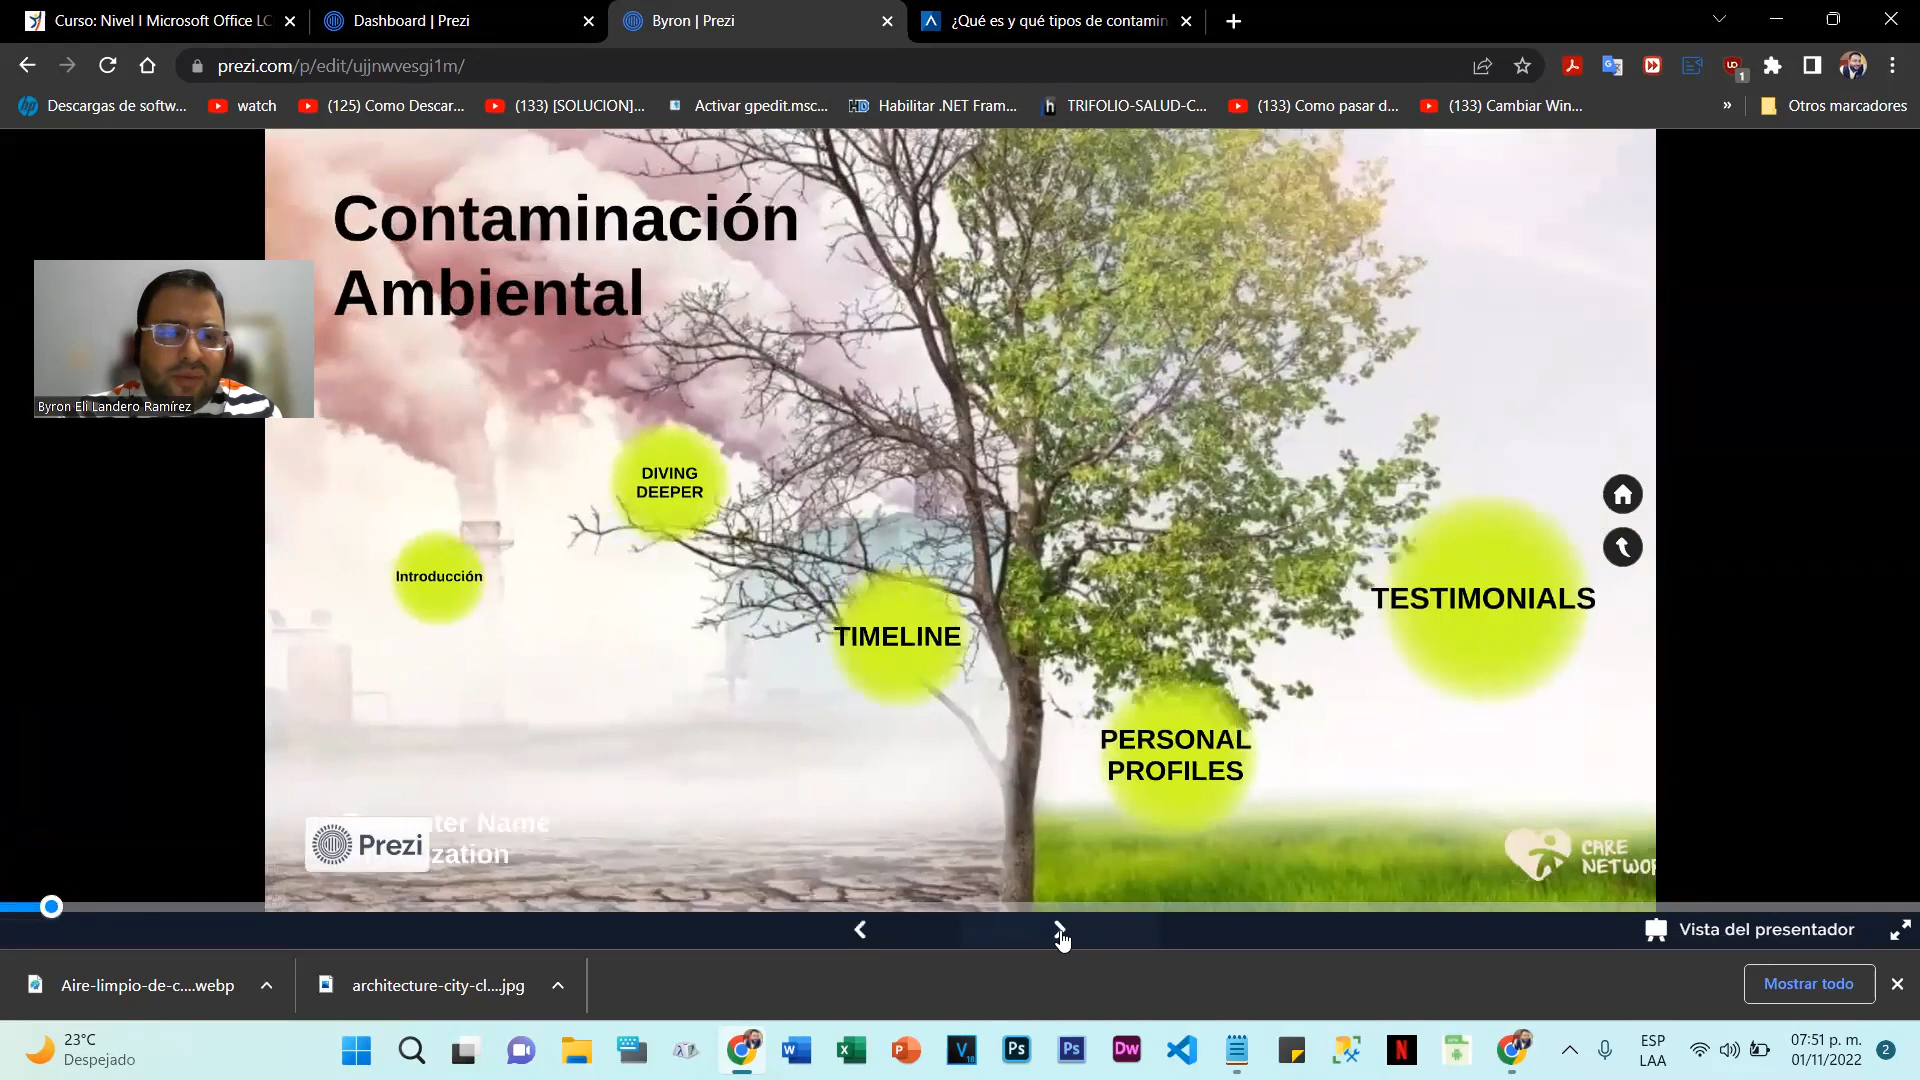 Curso: Nivel I Microsoft Office LC
Dashboard | Prezi
Byron | Prezi
¿Qué es y qué tipos de contamin
prezi.com/p/edit/ujjnwvesgi1m/
1
Descargas de softw...
watch
(125) Como Descar...
(133) [SOLUCION]...
Activar gpedit.msc...
Habilitar .NET Fram...
TRIFOLIO-SALUD-C...
(133) Como pasar d...
(133) Cambiar Win...
»
Otros marcadores
Contaminación
Ambiental
Byron Eli Landero Ramírez
DIVING
DEEPER
Introducción
TIMELINE
TESTIMONIALS
PERSONAL
PROFILES
Name
Prezi
CARE
Vista del presentador
Aire-limpio-de-c....webp
architecture-city-cl....jpg
Mostrar todo
23°C
Despejado
ESP
LAA
07:51 p. m.
01/11/2022
2